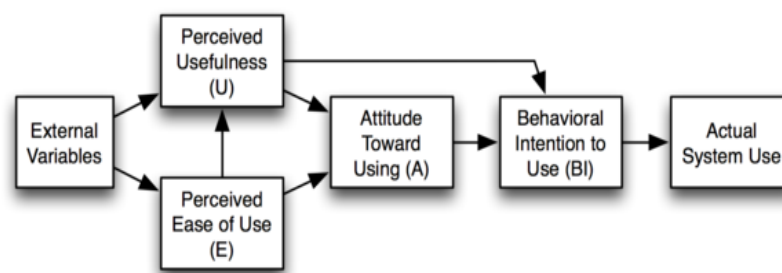 External
Variables
Perceived
Usefulness
(U)
Perceived
Ease of Use
(E)
Attitude
Toward
Using (A)
Behavioral
Intention to
Use (BI)
Actual
System Use